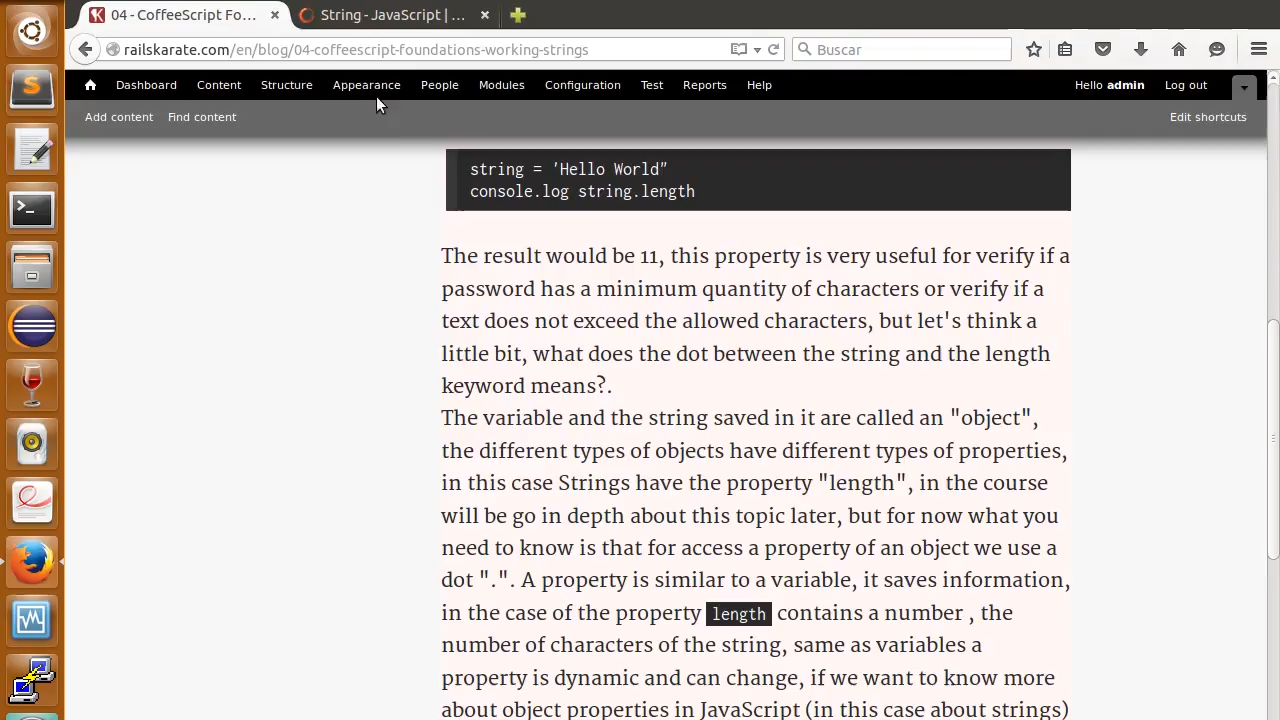 04 - CoffeeScript Fo...
String - JavaScript | ...
railskarate.com/en/blog/04-coffeescript-foundations-working-strings
Buscar
Dashboard Content Structure Appearance People Modules Configuration Test Reports Help Hello admin Log out
Add content Find content Edit shortcuts
string = 'Hello World"
console.log string.length
The result would be 11, this property is very useful for verify if a
password has a minimum quantity of characters or verify if a
text does not exceed the allowed characters, but let's think a
little bit, what does the dot between the string and the length
keyword means?.
The variable and the string saved in it are called an "object",
the different types of objects have different types of properties,
in this case Strings have the property "length", in the course
will be go in depth about this topic later, but for now what you
need to know is that for access a property of an object we use a
dot ".". A property is similar to a variable, it saves information,
in the case of the property length contains a number , the
number of characters of the string, same as variables a
property is dynamic and can change, if we want to know more
about object properties in JavaScript (in this case about strings)